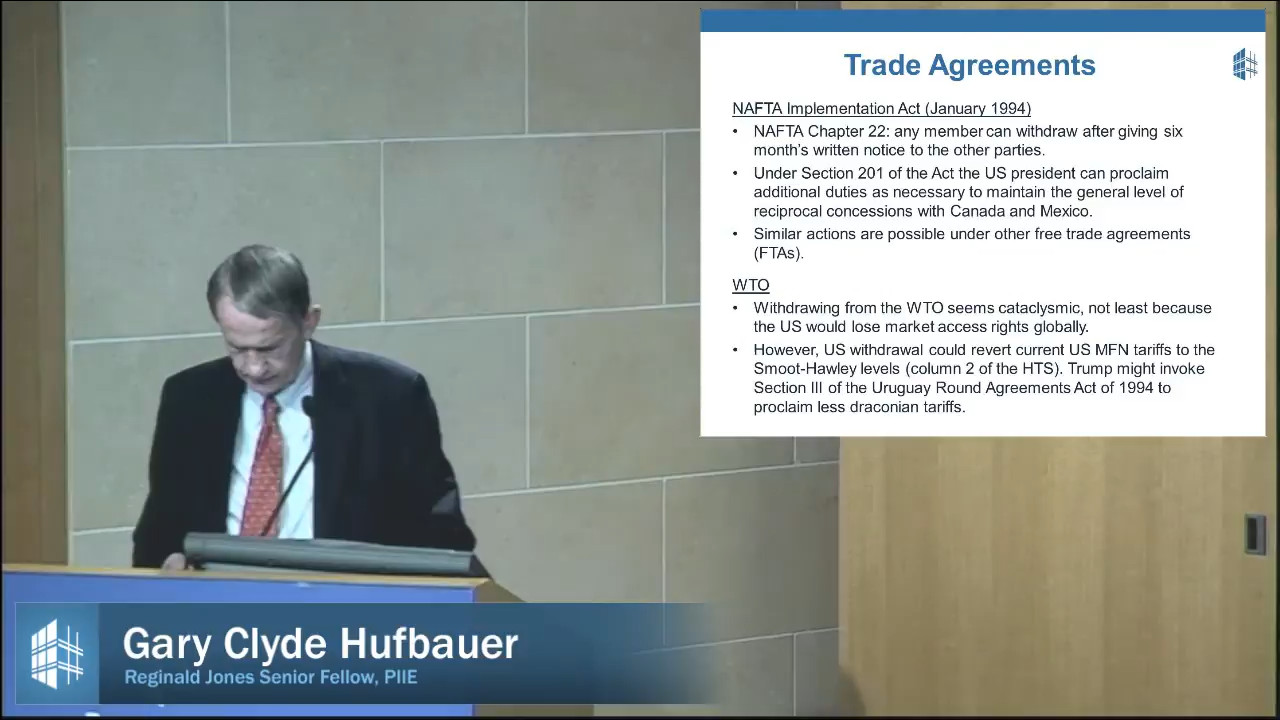 Trade Agreements
NAFTA Implementation Act (January 1994)
• NAFTA Chapter 22: any member can withdraw after giving six
month's written notice to the other parties.
• Under Section 201 of the Act the US president can proclaim
additional duties as necessary to maintain the general level of
reciprocal concessions with Canada and Mexico.
• Similar actions are possible under other free trade agreements
(FTAs).
WTO
• Withdrawing from the WTO seems cataclysmic, not least because
the US would lose market access rights globally.
• However, US withdrawal could revert current US MFN tariffs to the
Smoot-Hawley levels (column 2 of the HTS). Trump might invoke
Section III of the Uruguay Round Agreements Act of 1994 to
proclaim less draconian tariffs.
Gary Clyde Hufbauer
Reginald Jones Senior Fellow, PIIE